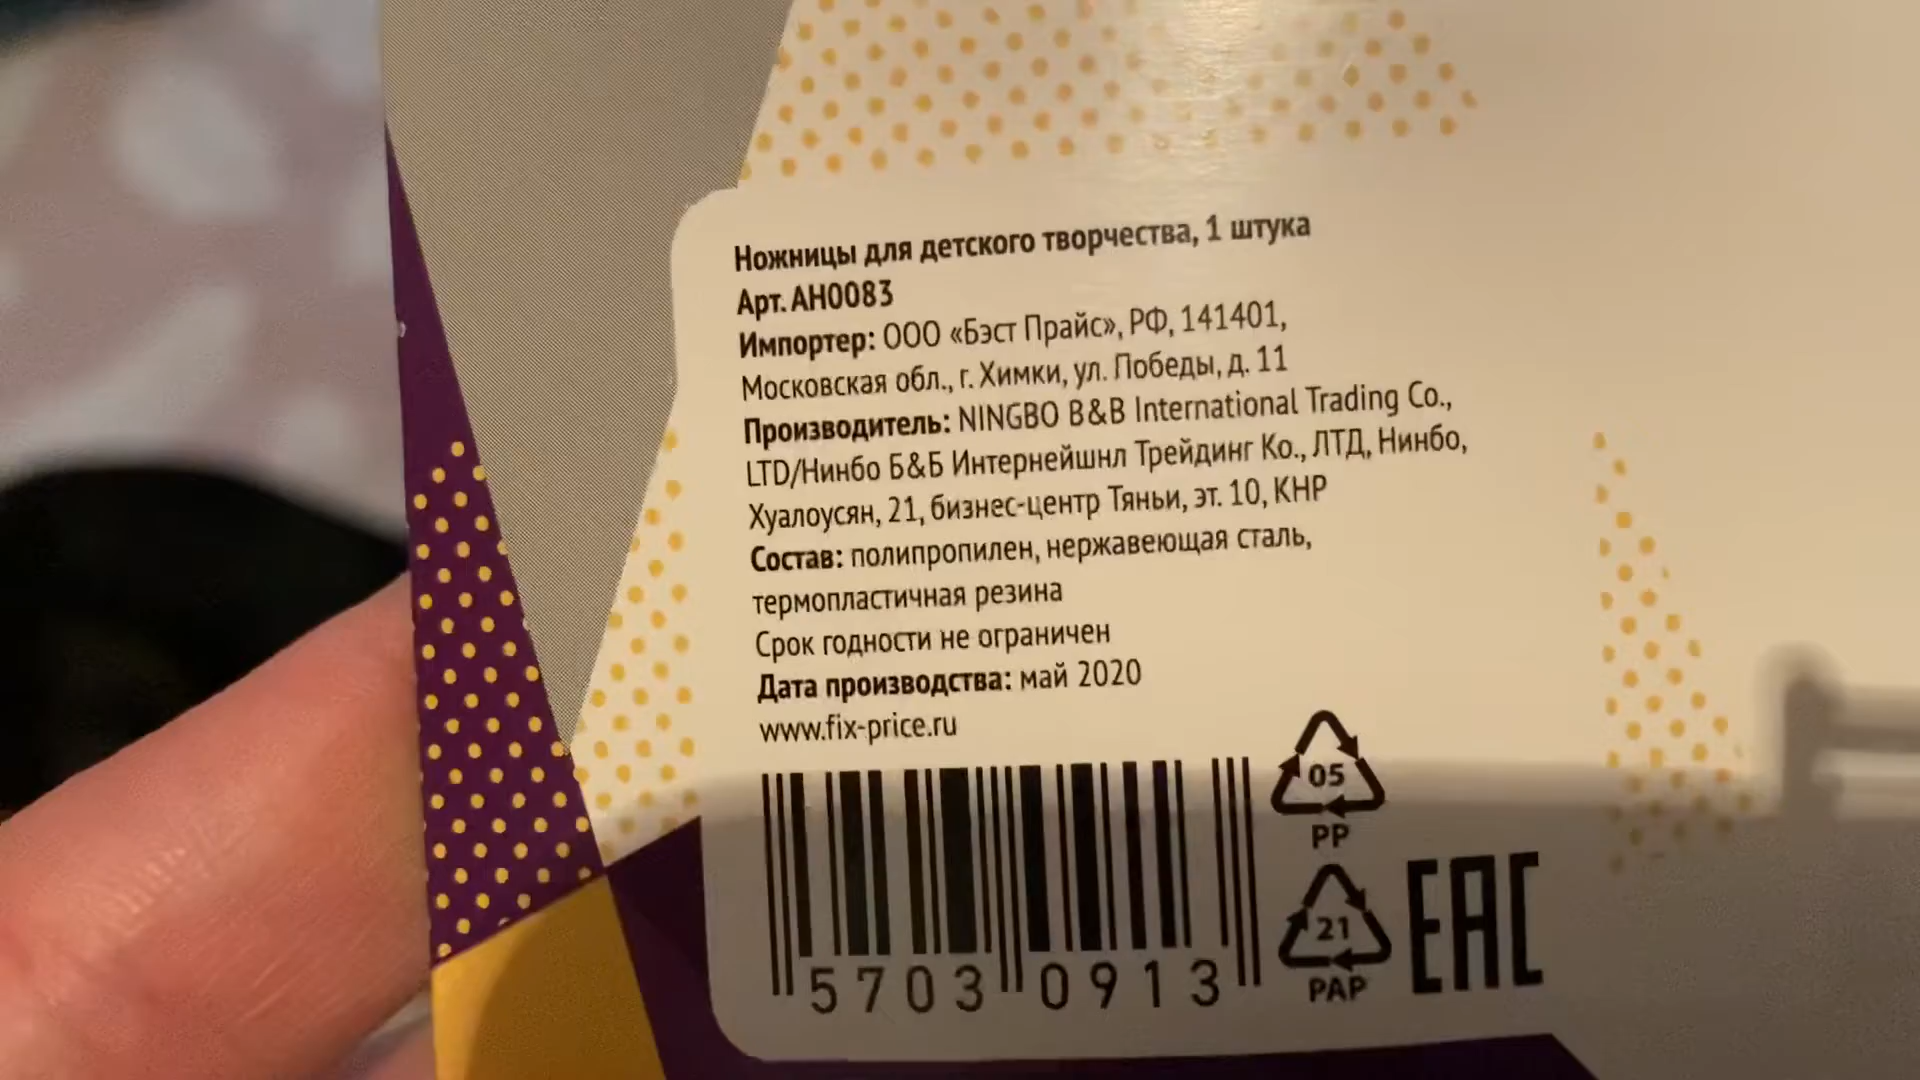 Ножницы для детского творчества, 1 штука
Арт. АН0083
Импортер: ООО «Бэст Прайс», РФ, 141401,
Московская обл., г. Химки, ул. Победы, д. 11
Производитель: NINGBO B&B International Trading Co.,
LTD/Нинбо Б&Б Интернейшнл Трейдинг Ко., ЛТД, Нинбо,
Хуалоусян, 21, бизнес-центр Тяньи, эт. 10, КНР
Состав: полипропилен, нержавеющая сталь,
термопластичная резина
Срок годности не ограничен
Дата производства: май 2020
www.fix-price.ru
05
PP
21
PAP
EAC
5703 0913